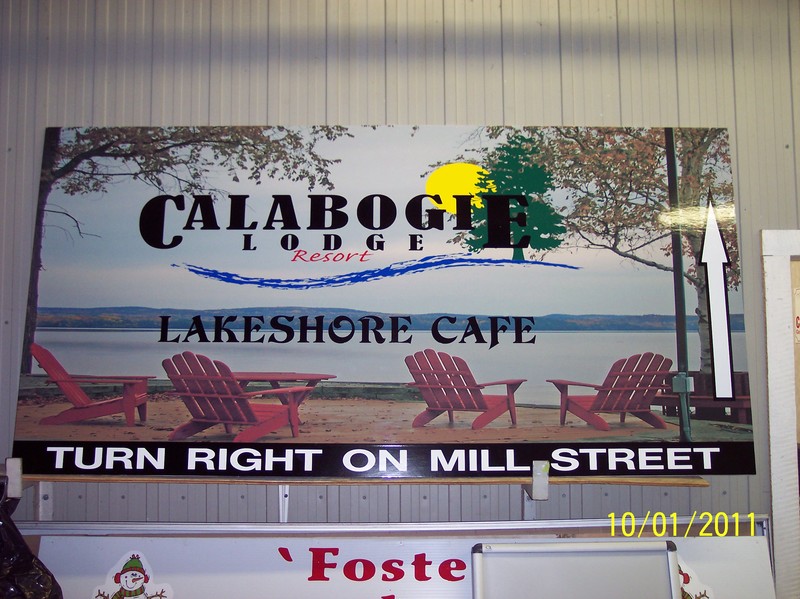 CALABOGIE
LODGE
Resort
LAKESHORE CAFE
TURN RIGHT ON MILL STREET
10/01/2011
'Foste